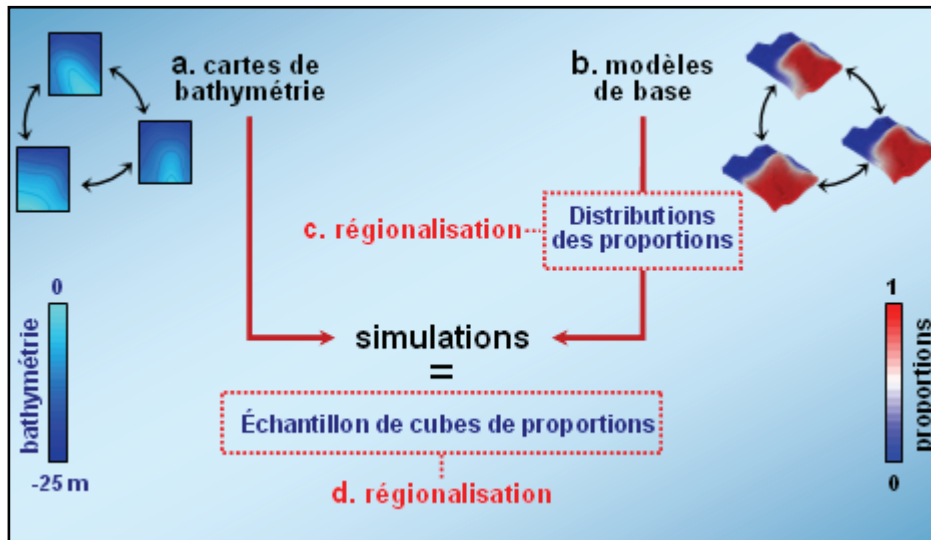 a. cartes de
bathymétrie
b. modèles
de base
c. régionalisation
Distributions
des proportions
0
bathymétrie
-25 m
simulations
=
Échantillon de cubes de proportions
d. régionalisation
1
proportions
0